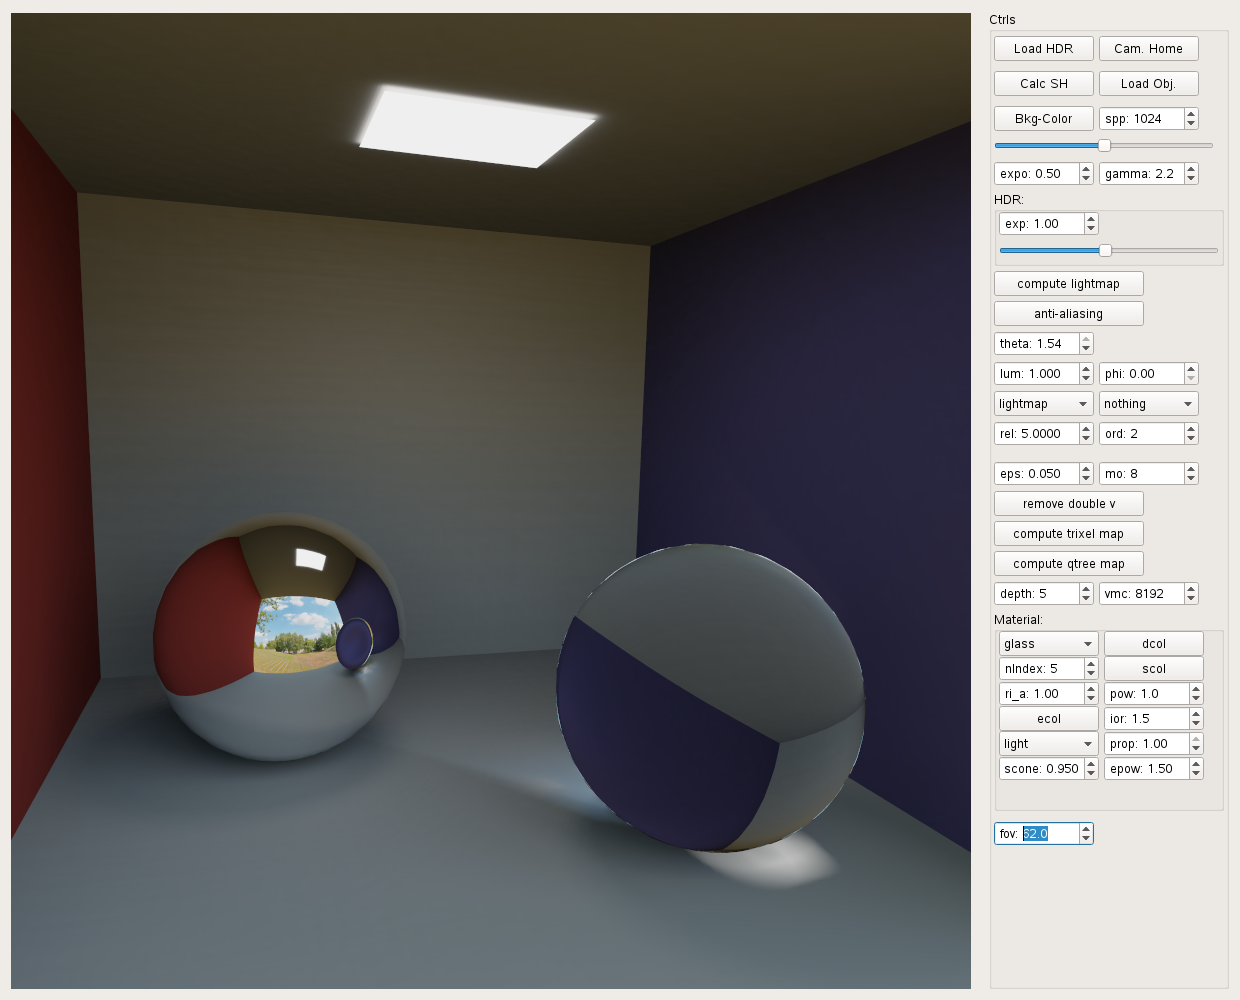 Ctrls
Load HDR Cam. Home
Calc SH Load Obj.
Bkg-Color spp: 1024
expo: 0.50 gamma: 2.2
HDR:
exp: 1.00
compute lightmap
anti-aliasing
theta: 1.54
lum: 1.000 phi: 0.00
lightmap nothing
rel: 5.0000 ord: 2
eps: 0.050 mo: 8
remove double v
compute trixel map
compute qtree map
depth: 5 vmc: 8192
Material:
glass dcol
nIndex: 5 scol
ri_a: 1.00 pow: 1.0
ecol ior: 1.5
light prop: 1.00
scone: 0.950 epow: 1.50
fov: 62.0